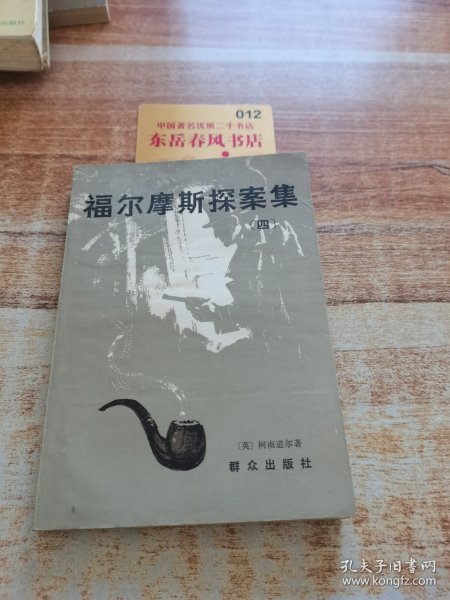 012
中国著名优质二手书店
东岳春风书店
福尔摩斯探案集
〔四〕
〔英〕柯南道尔著
群众出版社
孔夫子旧书网
www.kongfz.com